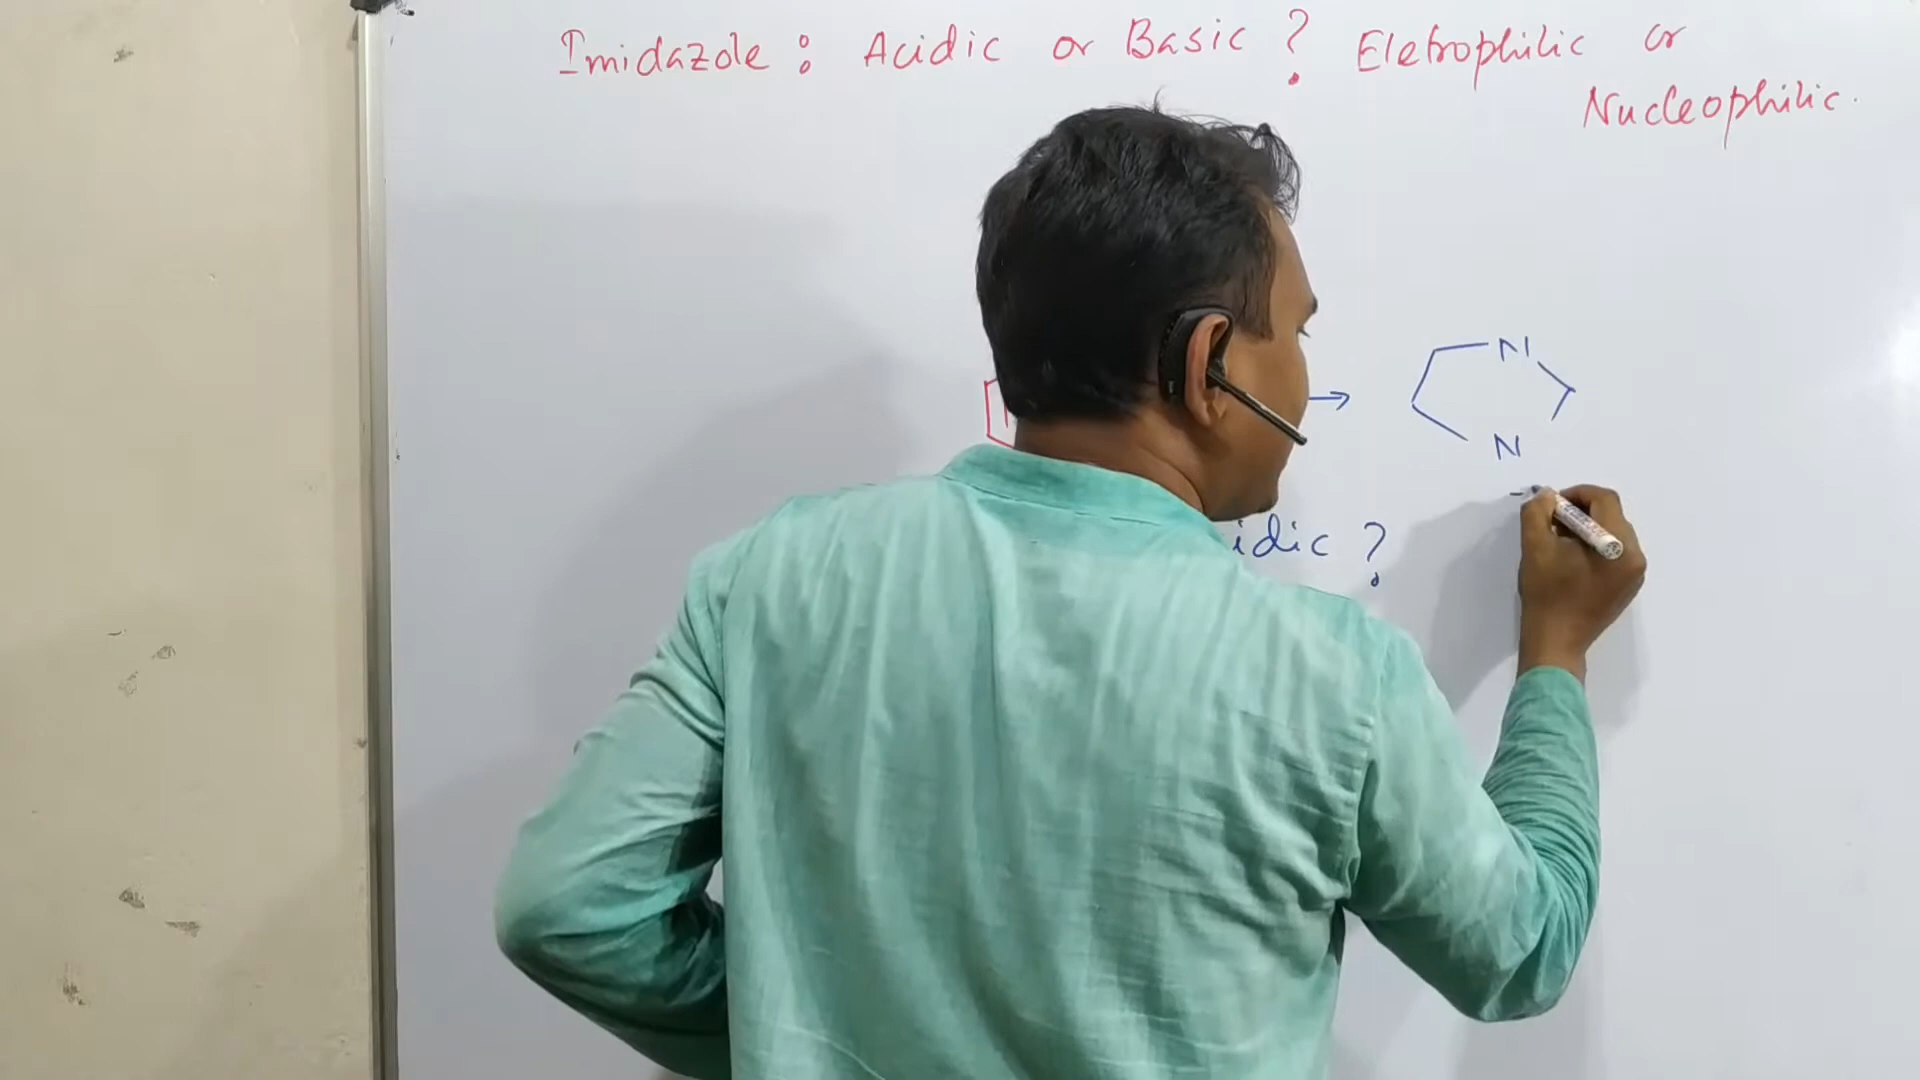 Imidazole : Acidic or Basic ? Eletrophilic or
Nucleophilic.
N
N
idic ?